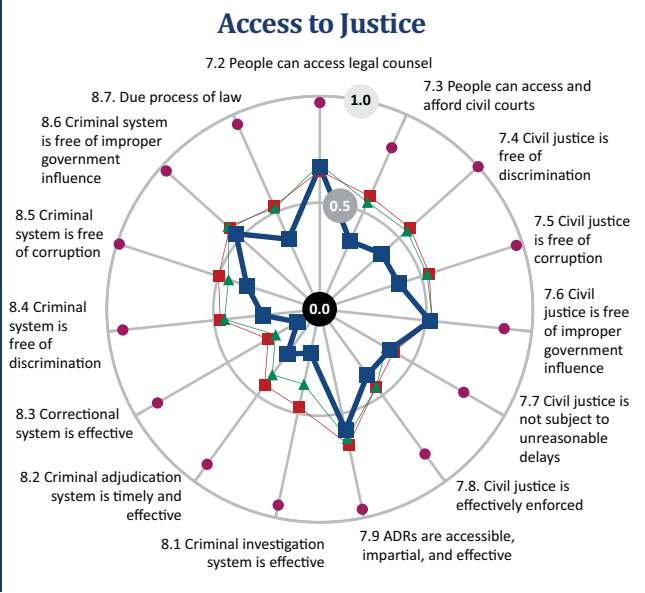 Access to Justice
7.2 People can access legal counsel
7.3 People can access and
afford civil courts
7.4 Civil justice is
free of
discrimination
7.5 Civil justice
is free of
corruption
7.6 Civil
justice is free
of improper
government
influence
7.7 Civil justice is
not subject to
unreasonable
delays
7.8. Civil justice is
effectively enforced
7.9 ADRs are accessible,
impartial, and effective
8.1 Criminal investigation
system is effective
8.2 Criminal adjudication
system is timely and
effective
8.3 Correctional
system is effective
8.4 Criminal
system is
free of
discrimination
8.5 Criminal
system is free
of corruption
8.6 Criminal system
is free of improper
government
influence
8.7. Due process of law
1.0
0.5
0.0